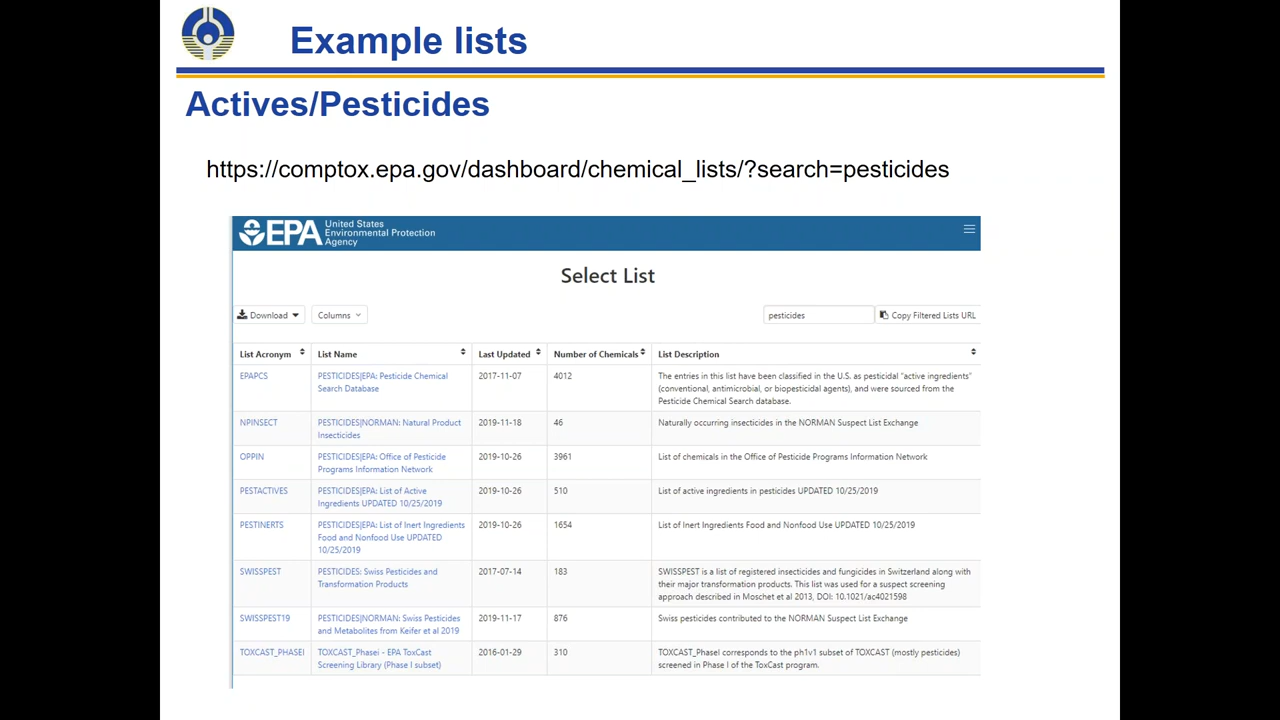 Example lists
Actives/Pesticides
https://comptox.epa.gov/dashboard/chemical_lists/?search=pesticides
EPA
United States
Environmental Protection
Agency
Select List
Download
Columns
pesticides
Copy Filtered Lists URL
List Acronym List Name Last Updated Number of Chemicals List Description
EPAPCS PESTICIDES|EPA: Pesticide Chemical 2017-11-07 4012 The entries in this list have been classified in the U.S. as pesticidal "active ingredients"
Search Database (conventional, antimicrobial, or biopesticidal agents), and were sourced from the
Pesticide Chemical Search database.
NPINSECT PESTICIDES|NORMAN: Natural Product 2019-11-18 46 Naturally occurring insecticides in the NORMAN Suspect List Exchange
Insecticides
OPPIN PESTICIDES|EPA: Office of Pesticide 2019-10-26 3961 List of chemicals in the Office of Pesticide Programs Information Network
Programs Information Network
PESTACTIVES PESTICIDES|EPA: List of Active 2019-10-26 510 List of active ingredients in pesticides UPDATED 10/25/2019
Ingredients UPDATED 10/25/2019
PESTINERTS PESTICIDES|EPA: List of Inert Ingredients 2019-10-26 1654 List of Inert Ingredients Food and Nonfood Use UPDATED 10/25/2019
Food and Nonfood Use UPDATED
10/25/2019
SWISSPEST PESTICIDES: Swiss Pesticides and 2017-07-14 183 SWISSPEST is a list of registered insecticides and fungicides in Switzerland along with
Transformation Products their major transformation products. This list was used for a suspect screening
approach described in Moschet et al 2013, DOI: 10.1021/ac4021598
SWISSPEST19 PESTICIDES|NORMAN: Swiss Pesticides 2019-11-17 876 Swiss pesticides contributed to the NORMAN Suspect List Exchange
and Metabolites from Keifer et al 2019
TOXCAST_PHASEI TOXCAST_PhaseI - EPA ToxCast 2016-01-29 310 TOXCAST_PhaseI corresponds to the ph1v1 subset of TOXCAST (mostly pesticides)
Screening Library (Phase I subset) screened in Phase I of the ToxCast program.